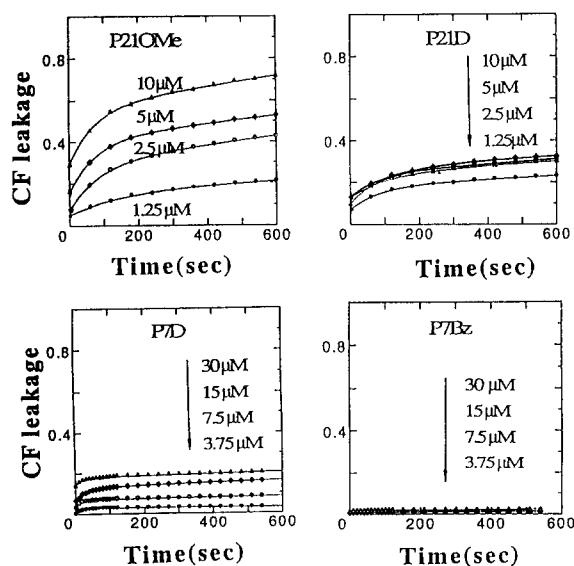 P21OMe
0.8
10μM
5μM
2.5μM
0.4
1.25μM
0 200 400 600
CF leakage
Time(sec)
P21D
0.8
10μM
5μM
2.5μM
1.25μM
0.4
0 200 400 600
Time(sec)
P7D
0.8
30μM
15μM
7.5μM
3.75μM
0.4
0 200 400 600
CF leakage
Time(sec)
P7Bz
0.8
30μM
15μM
7.5μM
3.75μM
0.4
0 200 400 600
Time(sec)